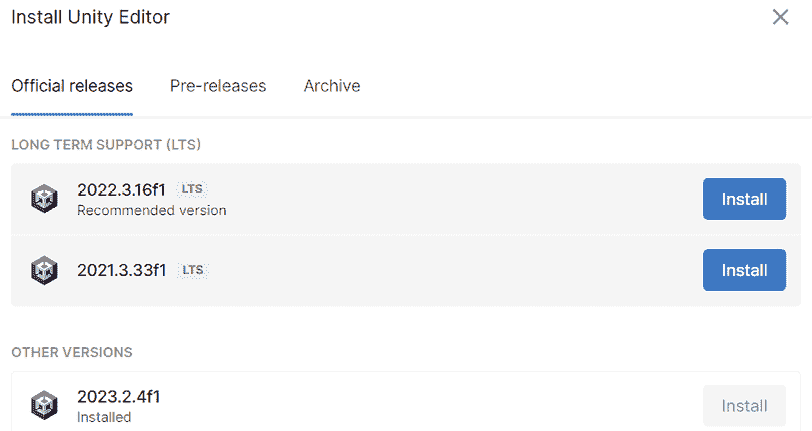 Install Unity Editor
Official releases Pre-releases Archive
LONG TERM SUPPORT (LTS)
2022.3.16f1 LTS
Recommended version
Install
2021.3.33f1 LTS
Install
OTHER VERSIONS
2023.2.4f1
Installed
Install